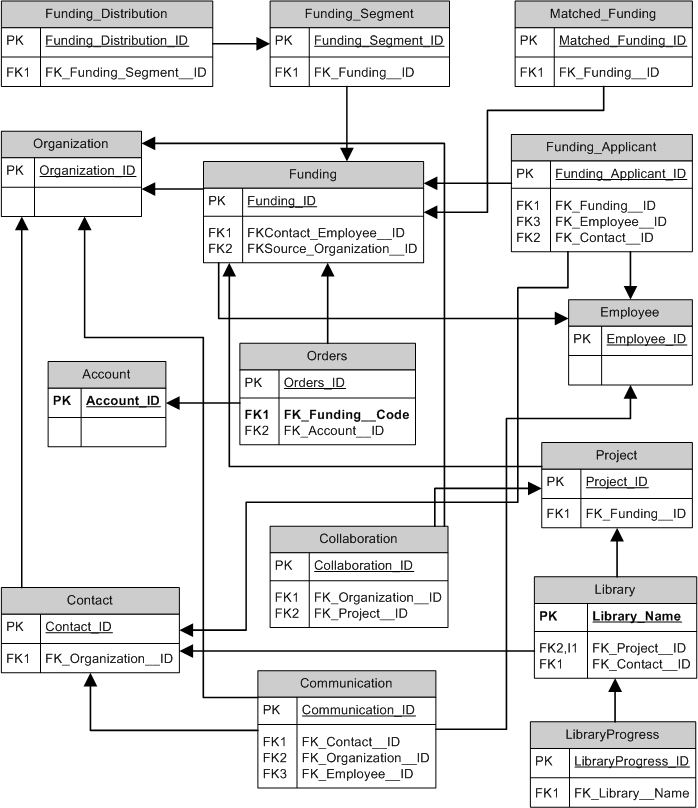 Funding_Distribution
PK Funding_Distribution_ID
FK1 FK_Funding_Segment__ID
Funding_Segment
PK Funding_Segment_ID
FK1 FK_Funding__ID
Matched_Funding
PK Matched_Funding_ID
FK1 FK_Funding__ID
Organization
PK Organization_ID
Funding
PK Funding_ID
FK1 FKContact_Employee__ID
FK2 FKSource_Organization__ID
Funding_Applicant
PK Funding_Applicant_ID
FK1 FK_Funding__ID
FK3 FK_Employee__ID
FK2 FK_Contact__ID
Employee
PK Employee_ID
Account
PK Account_ID
Orders
PK Orders_ID
FK1 FK_Funding__Code
FK2 FK_Account__ID
Project
PK Project_ID
FK1 FK_Funding__ID
Collaboration
PK Collaboration_ID
FK1 FK_Organization__ID
FK2 FK_Project__ID
Contact
PK Contact_ID
FK1 FK_Organization__ID
Library
PK Library_Name
FK2,I1 FK_Project__ID
FK1 FK_Contact__ID
Communication
PK Communication_ID
FK1 FK_Contact__ID
FK2 FK_Organization__ID
FK3 FK_Employee__ID
LibraryProgress
PK LibraryProgress_ID
FK1 FK_Library__Name